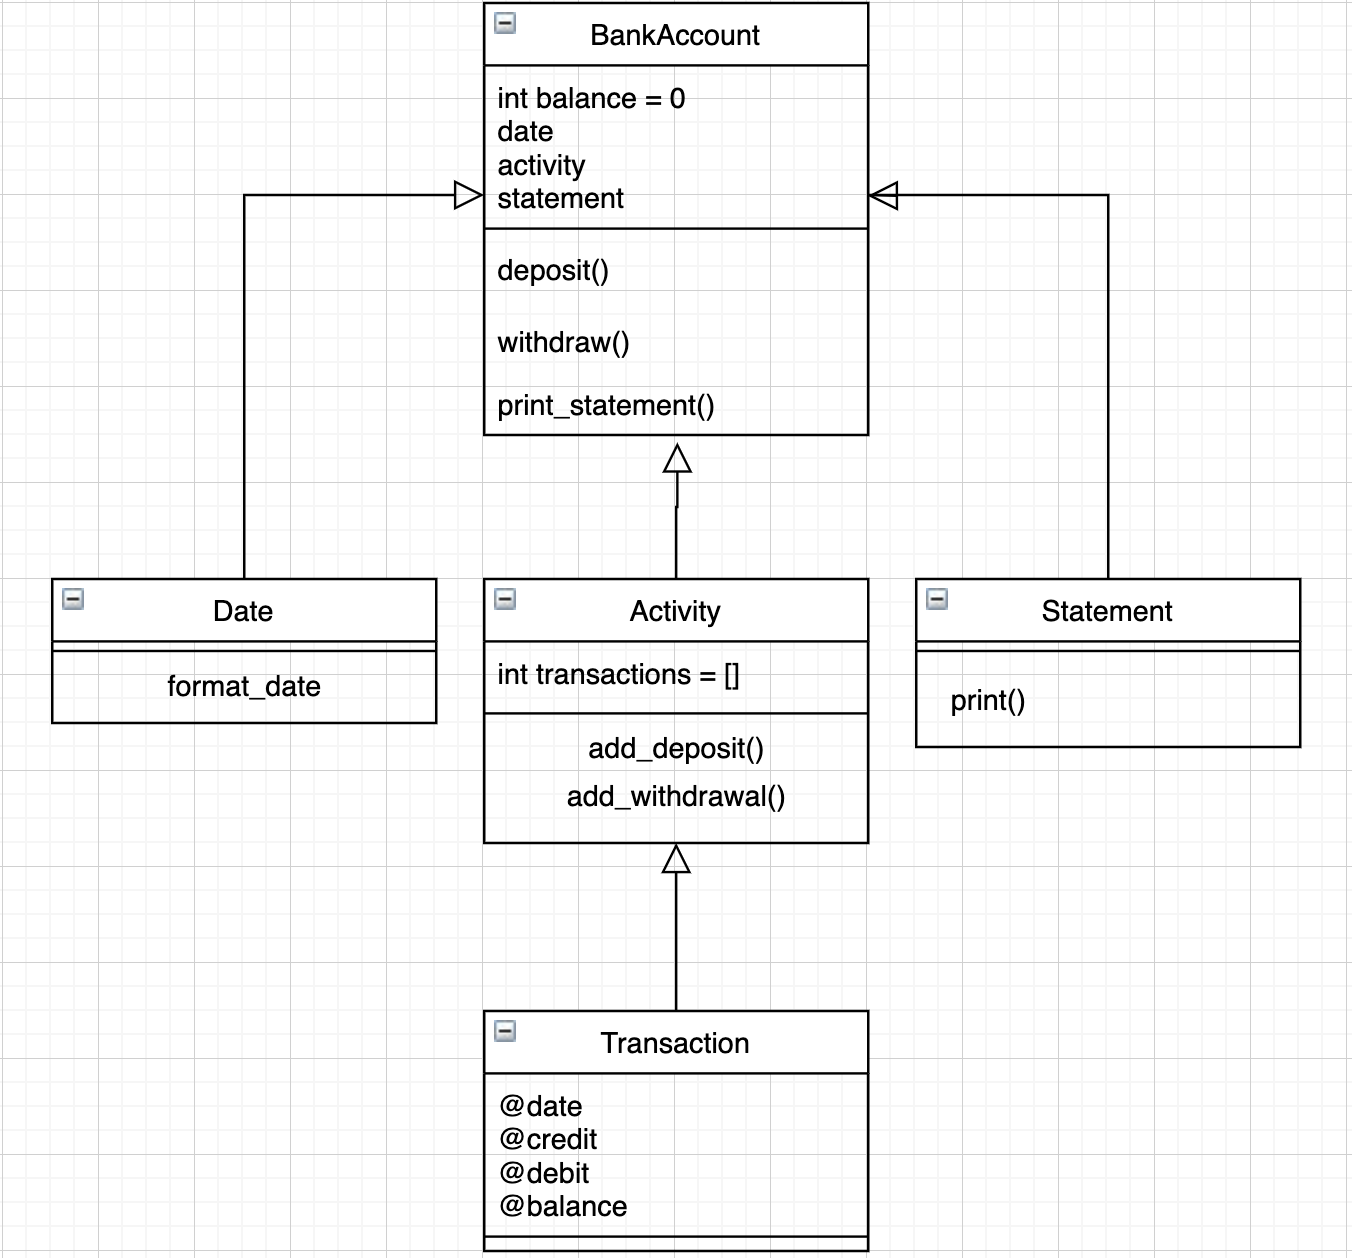 BankAccount
int balance = 0
date
activity
statement
deposit()
withdraw()
print_statement()
Date
format_date
Activity
int transactions = []
add_deposit()
add_withdrawal()
Statement
print()
Transaction
@date
@credit
@debit
@balance